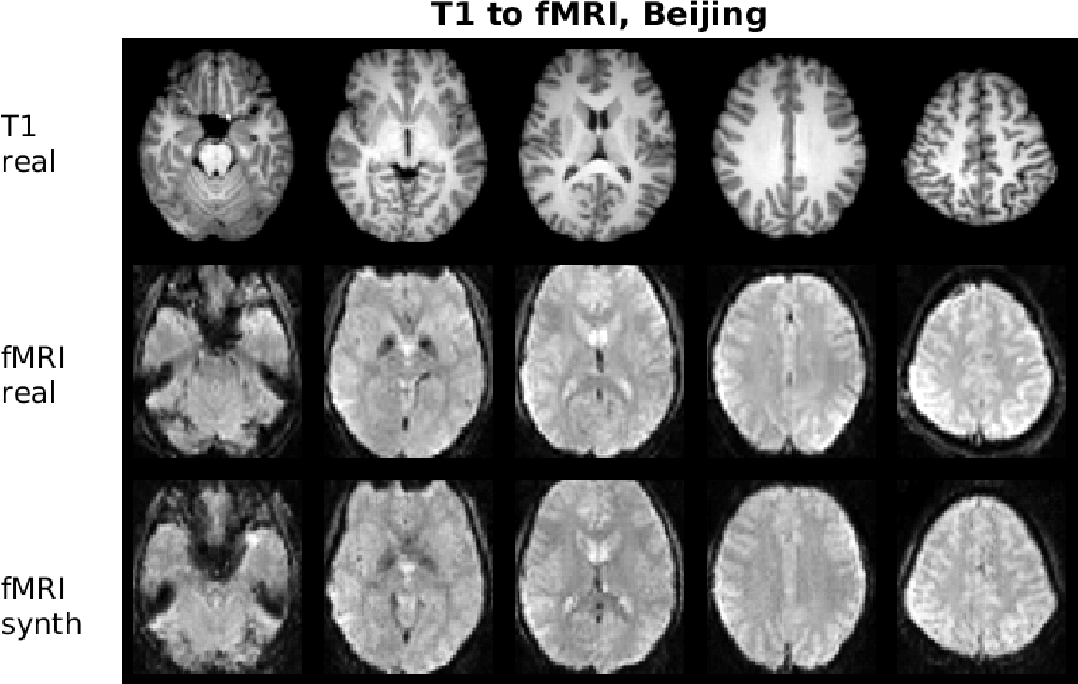 T1 to fMRI, Beijing
T1
real
fMRI
real
fMRI
synth